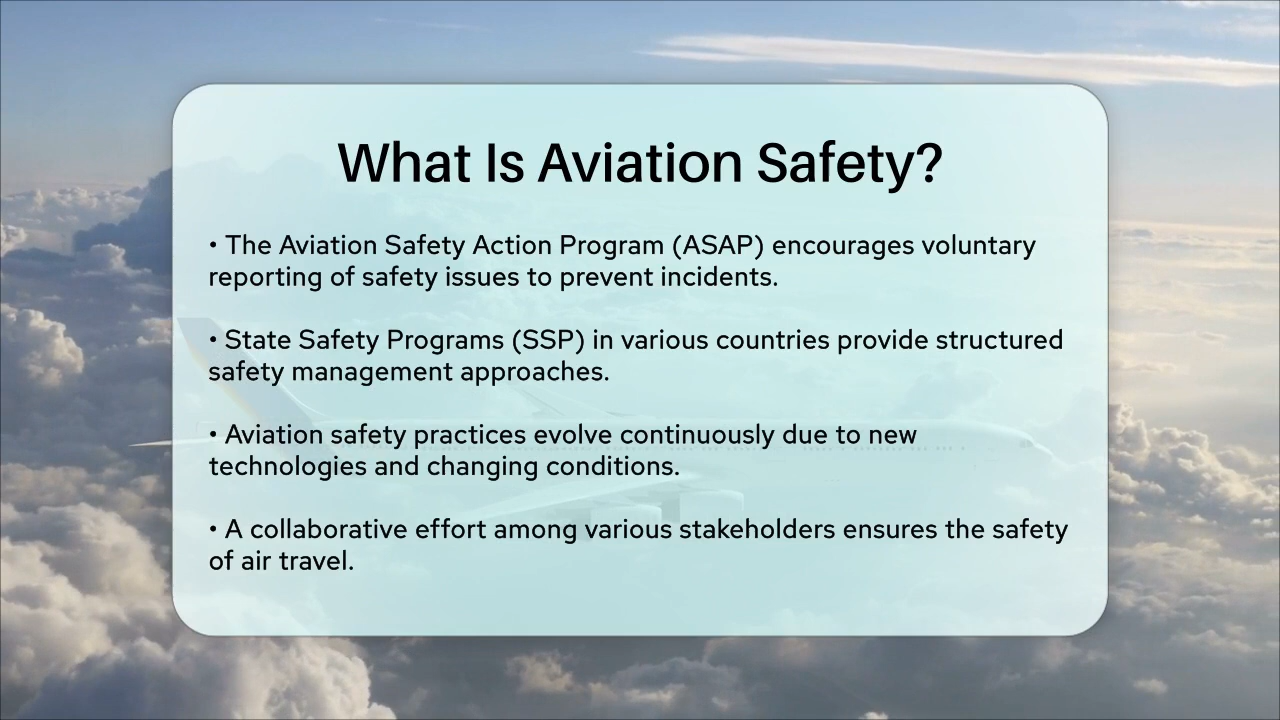 What Is Aviation Safety?
• The Aviation Safety Action Program (ASAP) encourages voluntary
reporting of safety issues to prevent incidents.
• State Safety Programs (SSP) in various countries provide structured
safety management approaches.
• Aviation safety practices evolve continuously due to new
technologies and changing conditions.
• A collaborative effort among various stakeholders ensures the safety
of air travel.